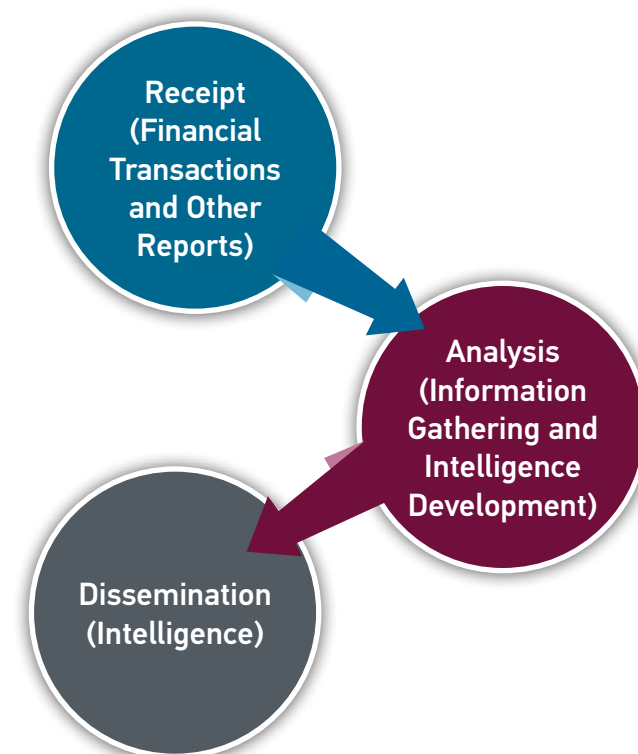 Receipt
(Financial
Transactions
and Other
Reports)
Analysis
(Information
Gathering and
Intelligence
Development)
Dissemination
(Intelligence)